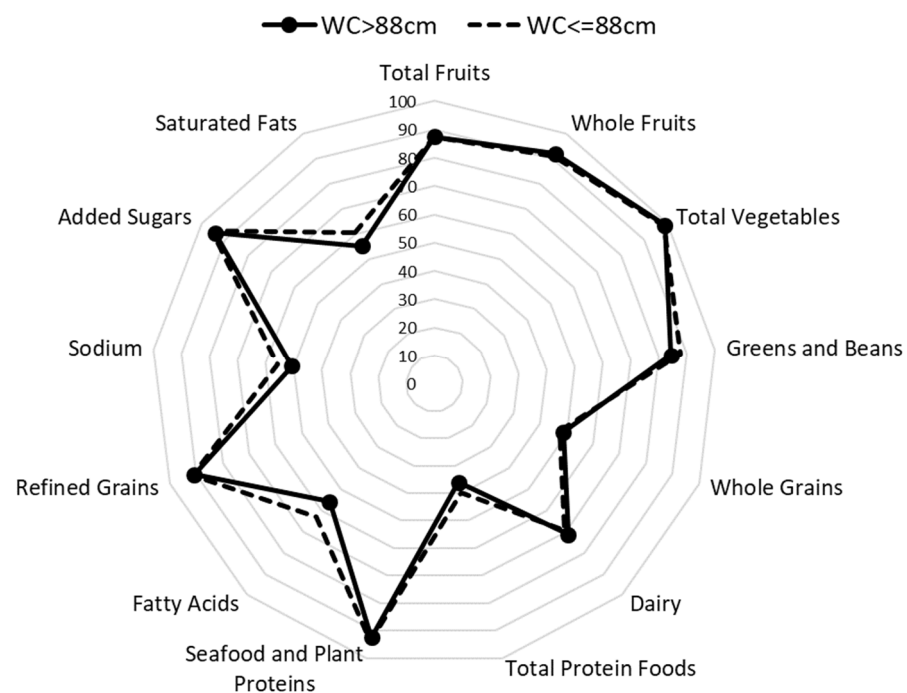 WC>88cm WC<=88cm
Total Fruits
100
Saturated Fats
Whole Fruits
90
80
70
Added Sugars
Total Vegetables
60
50
40
Sodium
Greens and Beans
30
20
10
0
Refined Grains
Whole Grains
Fatty Acids
Dairy
Seafood and Plant
Proteins
Total Protein Foods